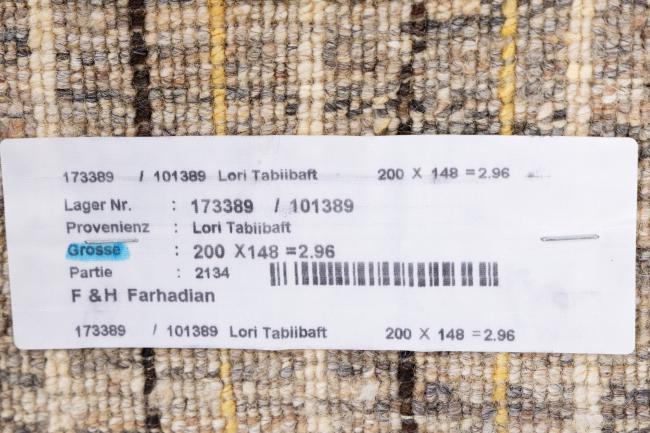 173389 / 101389 Lori Tabiibaft 200 X 148 =2.96
Lager Nr. : 173389 / 101389
Provenienz : Lori Tabiibaft
Grosse : 200 X148 =2.96
Partie : 2134
F &H Farhadian
173389 / 101389 Lori Tabiibaft 200 X 148 =2.96